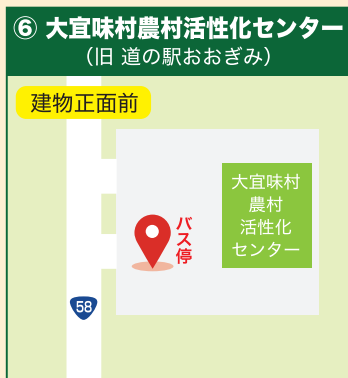 ⑥ 大宜味村農村活性化センター
（旧 道の駅おおぎみ）
建物正面前
大宜味村
農村
活性化
センター
バス停
58